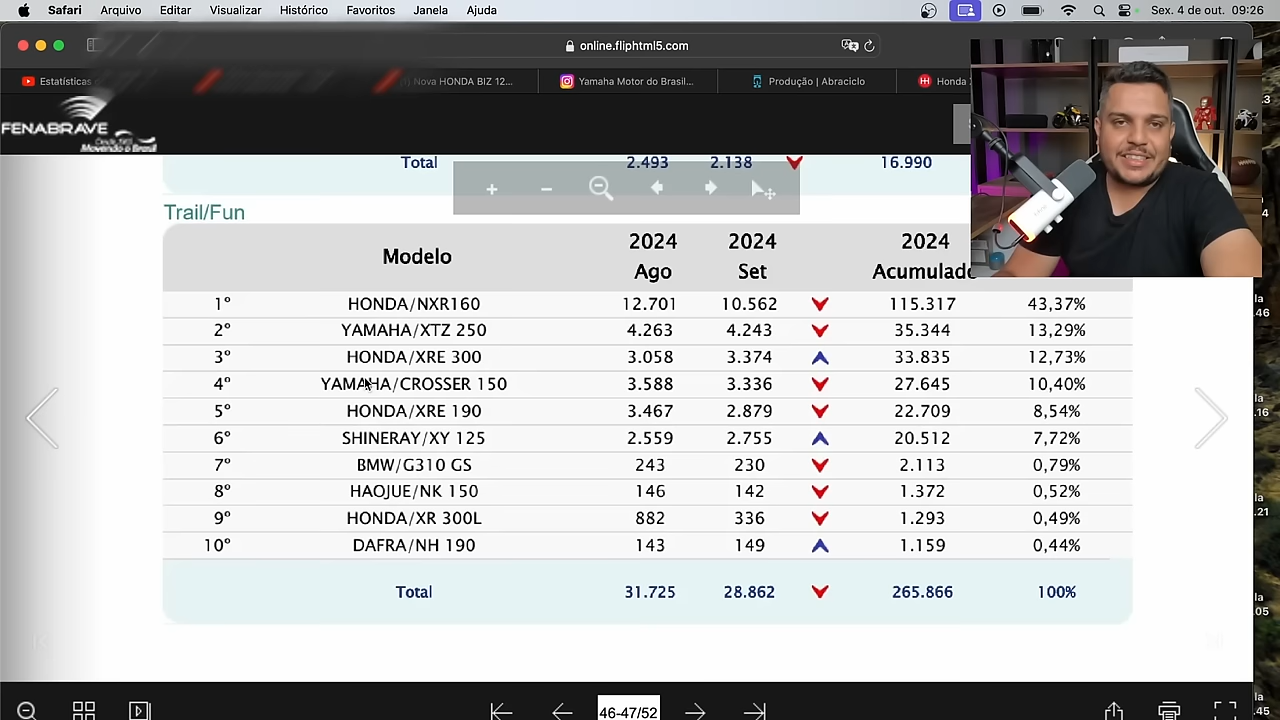 Safari Arquivo Editar Visualizar Histórico Favoritos Janela Ajuda Sex. 4 de out. 09:26
online.fliphtml5.com
Estatísticas
Nova HONDA BIZ 12...
Yamaha Motor do Brasil...
Produção | Abraciclo
Honda
FENABRAVE
Movendo o Brasil
Total 2.493 2.138 16.990
Trail/Fun
Modelo 2024 Ago 2024 Set 2024 Acumulado
1º HONDA/NXR160 12.701 10.562 115.317 43,37%
2º YAMAHA/XTZ 250 4.263 4.243 35.344 13,29%
3º HONDA/XRE 300 3.058 3.374 33.835 12,73%
4º YAMAHA/CROSSER 150 3.588 3.336 27.645 10,40%
5º HONDA/XRE 190 3.467 2.879 22.709 8,54%
6º SHINERAY/XY 125 2.559 2.755 20.512 7,72%
7º BMW/G310 GS 243 230 2.113 0,79%
8º HAOJUE/NK 150 146 142 1.372 0,52%
9º HONDA/XR 300L 882 336 1.293 0,49%
10º DAFRA/NH 190 143 149 1.159 0,44%
Total 31.725 28.862 265.866 100%
46-47/52